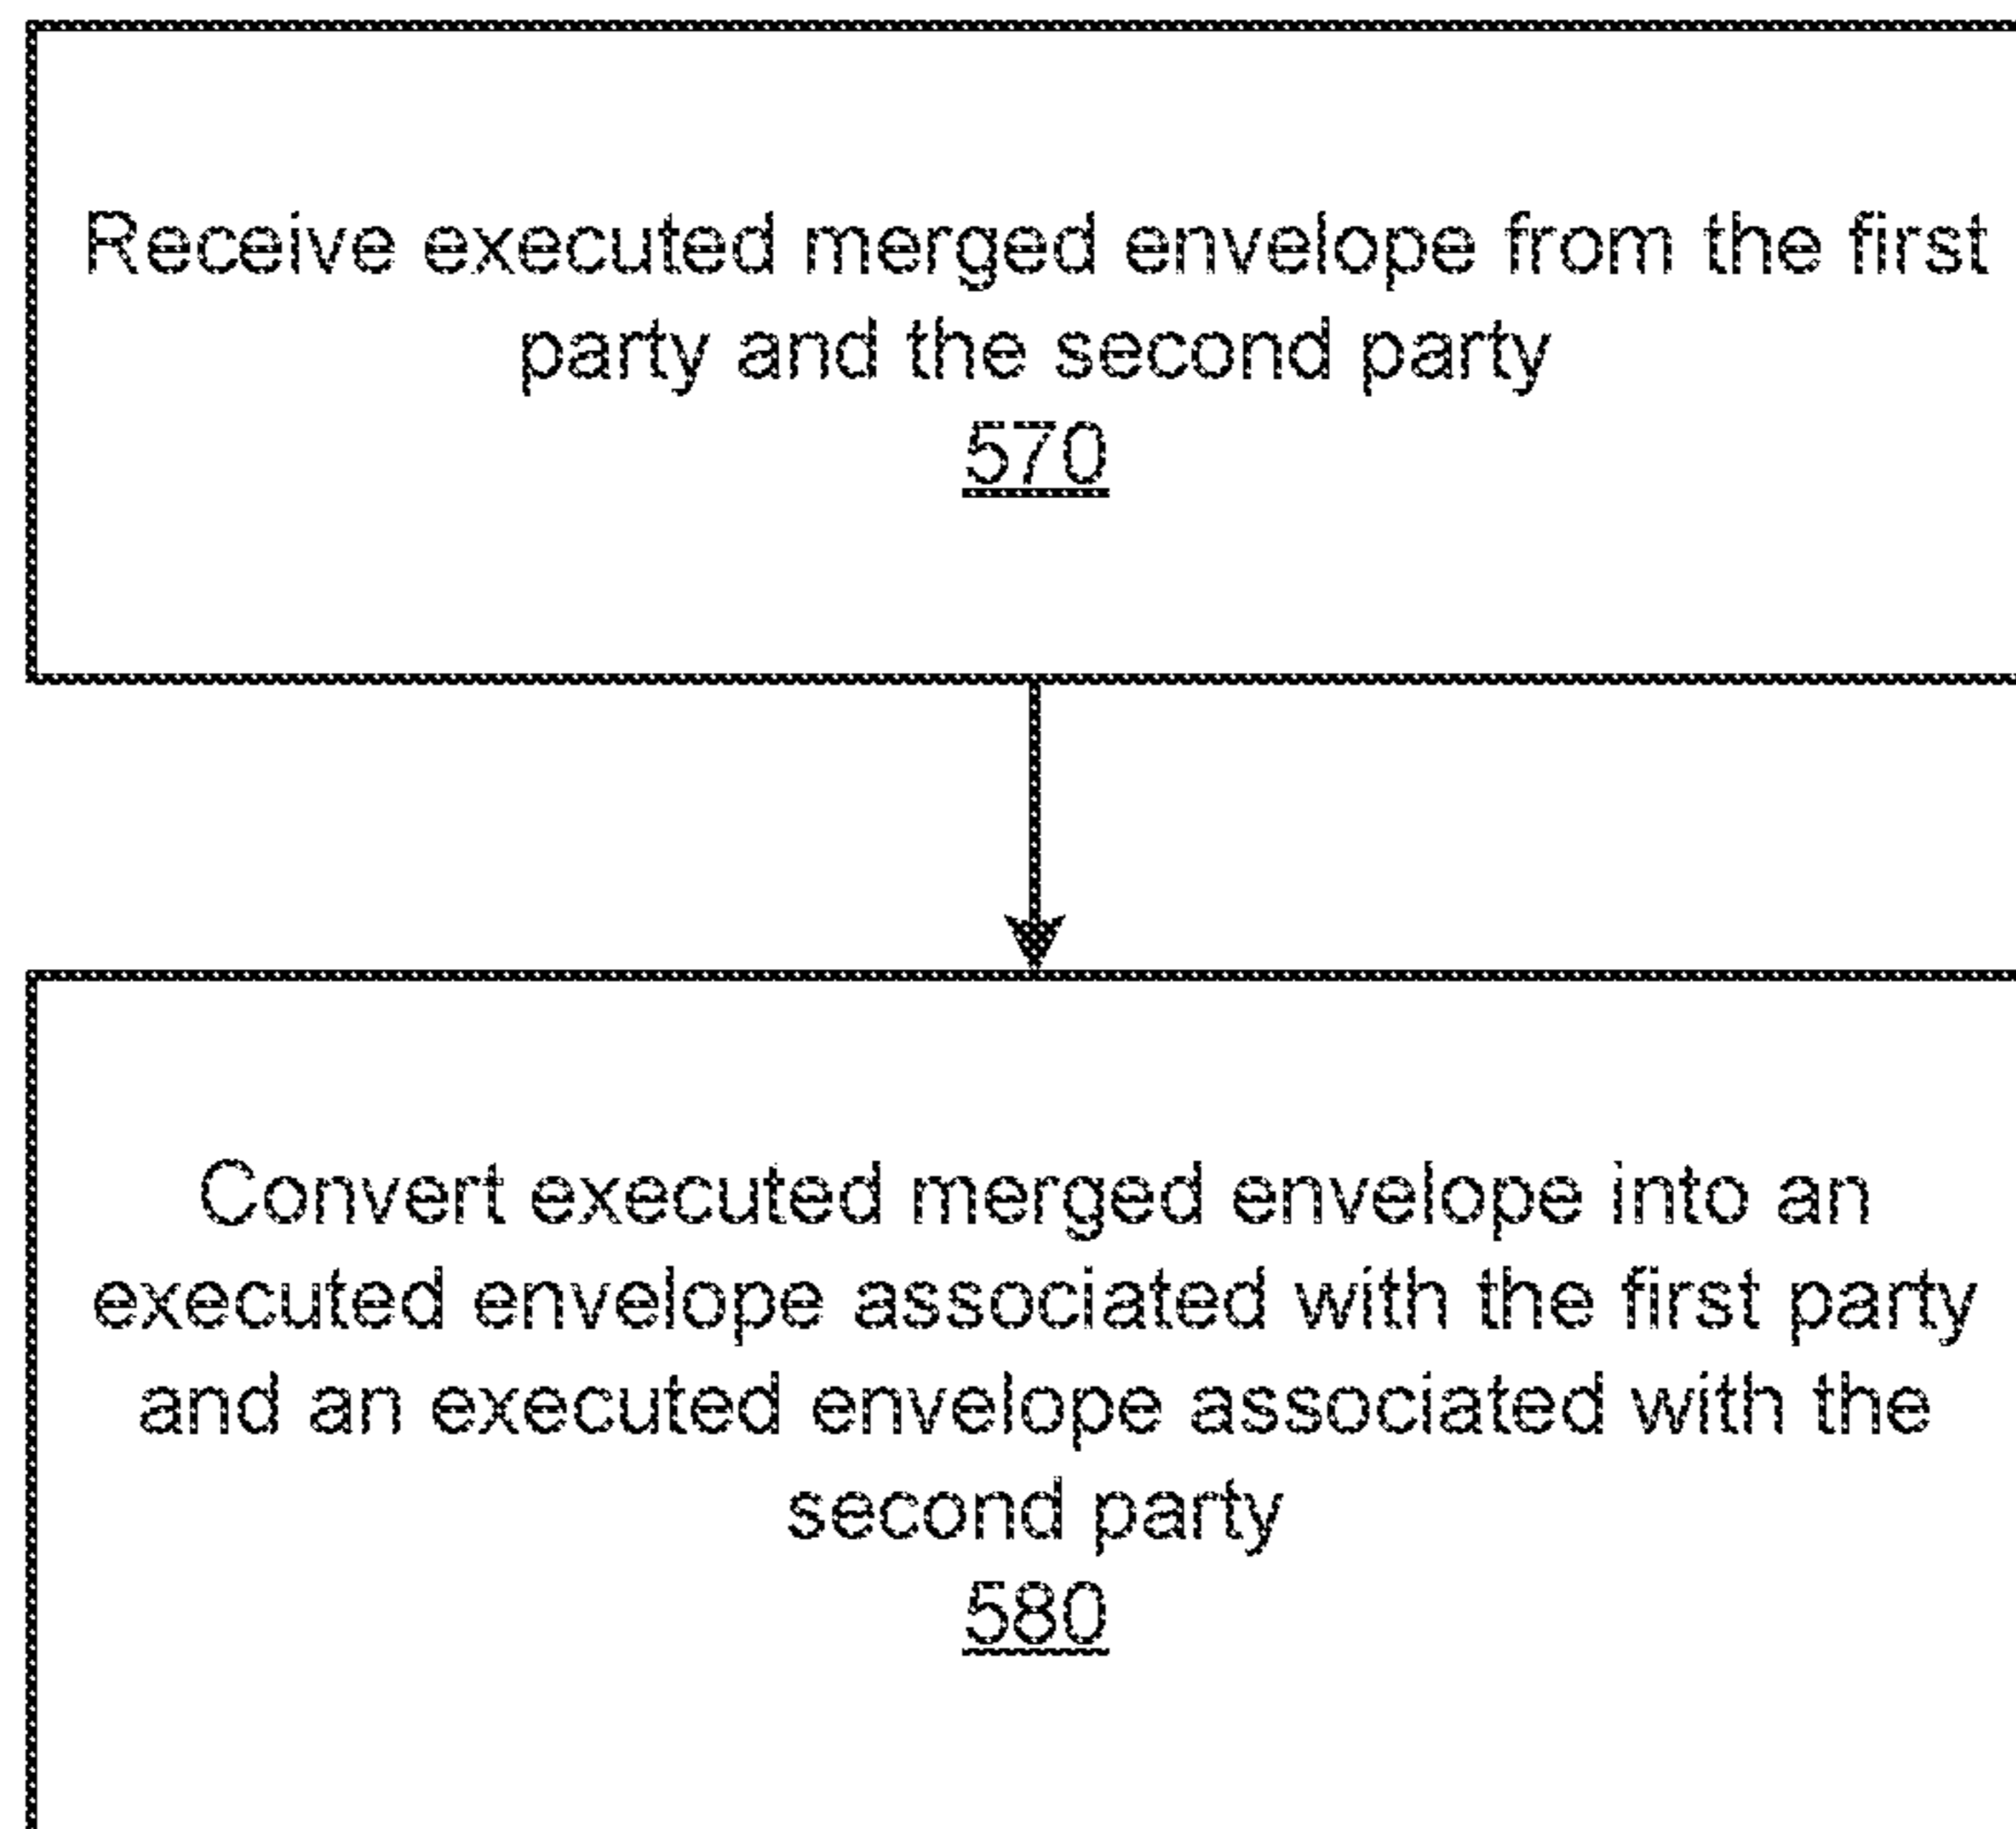 Receive executed merged envelope from the first
party and the second party
570
Convert executed merged envelope into an
executed envelope associated with the first party
and an executed envelope associated with the
second party
580